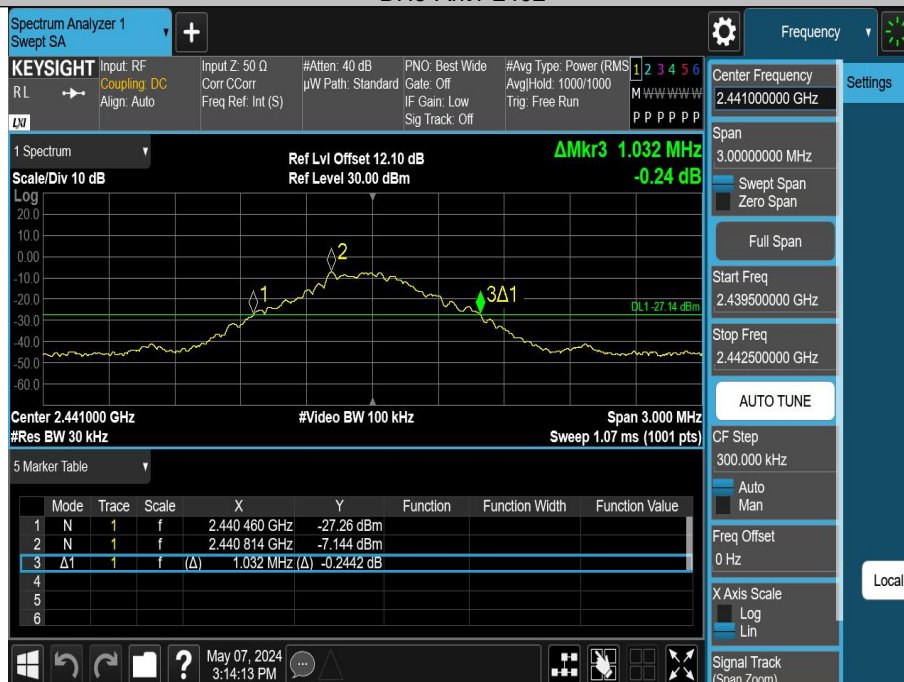 Spectrum Analyzer 1
Swept SA
Frequency
KEYSIGHT
RL
LXI
Input: RF
Coupling: DC
Align: Auto
Input Z: 50 Ω
Corr CCorr
Freq Ref: Int (S)
#Atten: 40 dB
µW Path: Standard
PNO: Best Wide
Gate: Off
IF Gain: Low
Sig Track: Off
#Avg Type: Power (RMS
Avg|Hold: 1000/1000
Trig: Free Run
1 2 3 4 5 6
M W W W W W
P P P P P P
1 Spectrum
Scale/Div 10 dB
Ref Lvl Offset 12.10 dB
Ref Level 30.00 dBm
ΔMkr3 1.032 MHz
-0.24 dB
Log
20.0
10.0
0.00
-10.0
-20.0
-30.0
-40.0
-50.0
-60.0
1
2
3Δ1
DL1 -27.14 dBm
Center 2.441000 GHz
#Video BW 100 kHz
Span 3.000 MHz
#Res BW 30 kHz
Sweep 1.07 ms (1001 pts)
5 Marker Table
Mode Trace Scale X Y Function Function Width Function Value
1 N 1 f 2.440 460 GHz -27.26 dBm
2 N 1 f 2.440 814 GHz -7.144 dBm
3 Δ1 1 f (Δ) 1.032 MHz (Δ) -0.2442 dB
4
5
6
?
May 07, 2024
3:14:13 PM
Center Frequency
2.441000000 GHz
Span
3.00000000 MHz
Swept Span
Zero Span
Full Span
Start Freq
2.439500000 GHz
Stop Freq
2.442500000 GHz
AUTO TUNE
CF Step
300.000 kHz
Auto
Man
Freq Offset
0 Hz
X Axis Scale
Log
Lin
Signal Track
(Span Zoom)
Settings
Local